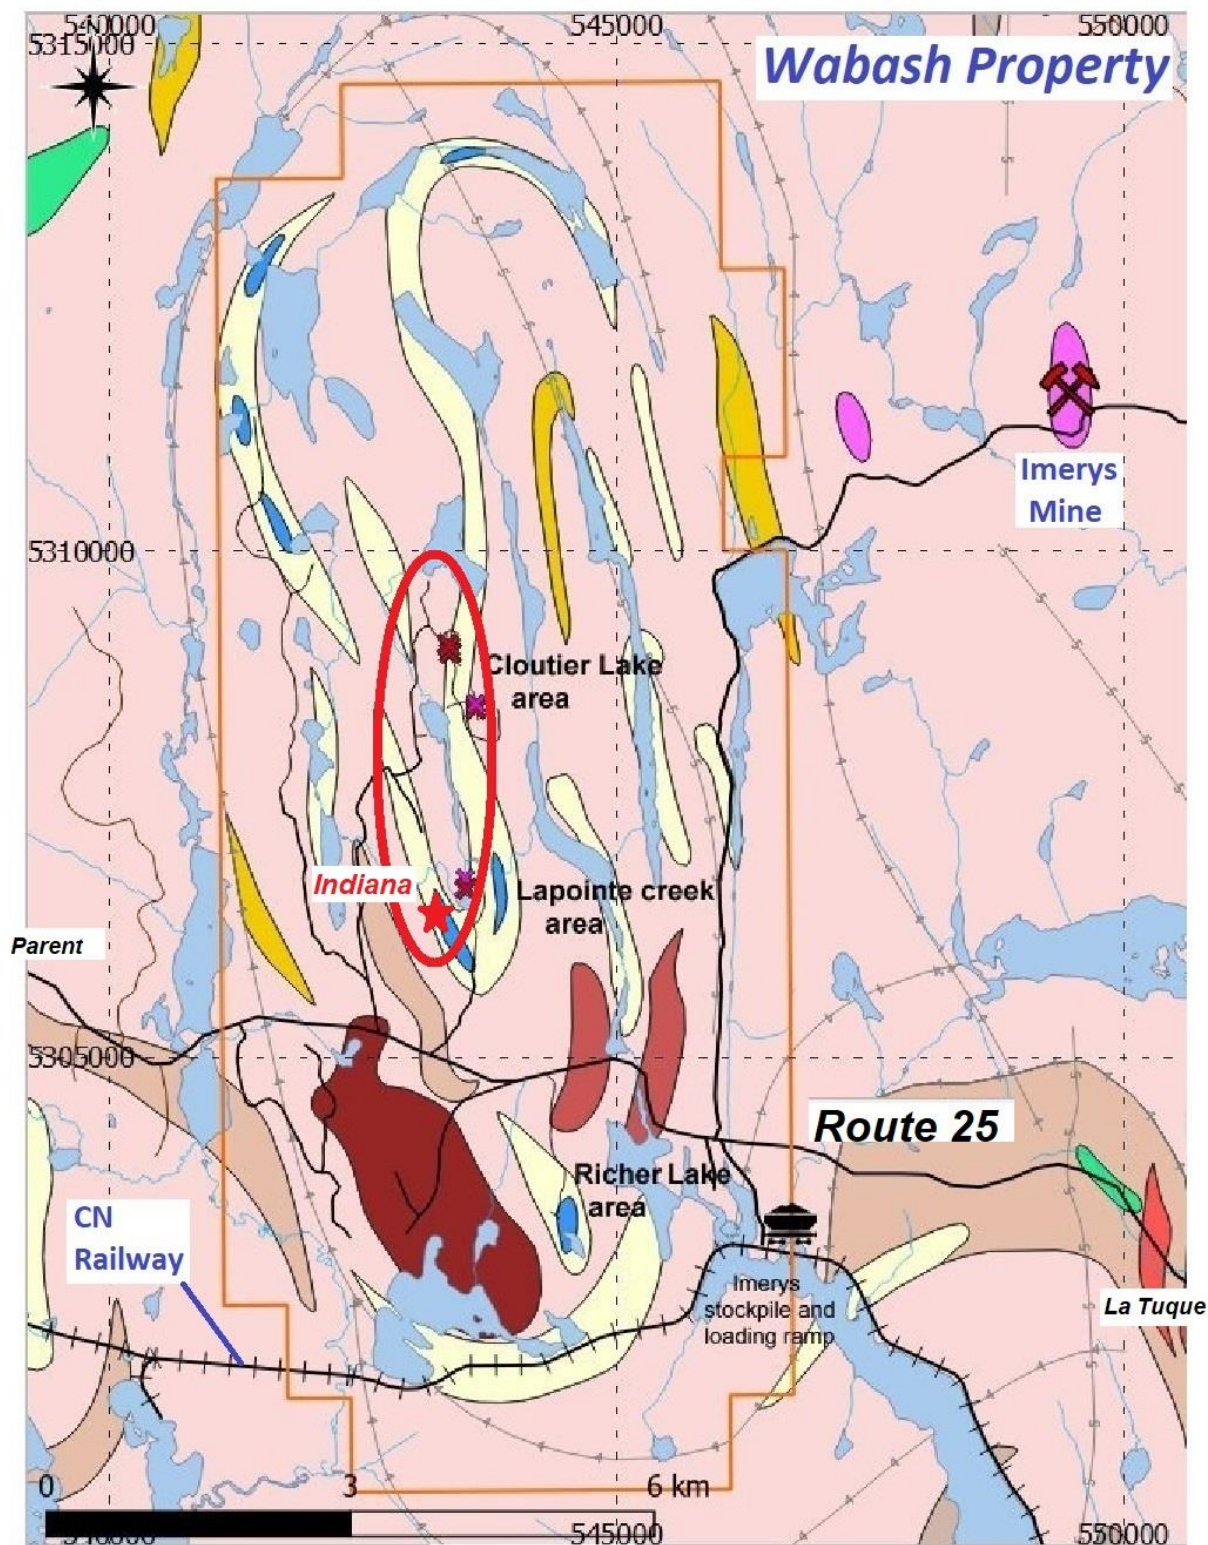 540000
545000
550000
5315000
N
Wabash Property
Imerys
Mine
5310000
Cloutier Lake
area
Indiana
Lapointe creek
area
Parent
5305000
Route 25
Richer Lake
area
CN
Railway
Imerys
stockpile and
loading ramp
La Tuque
0
3
6 km
540000
545000
550000